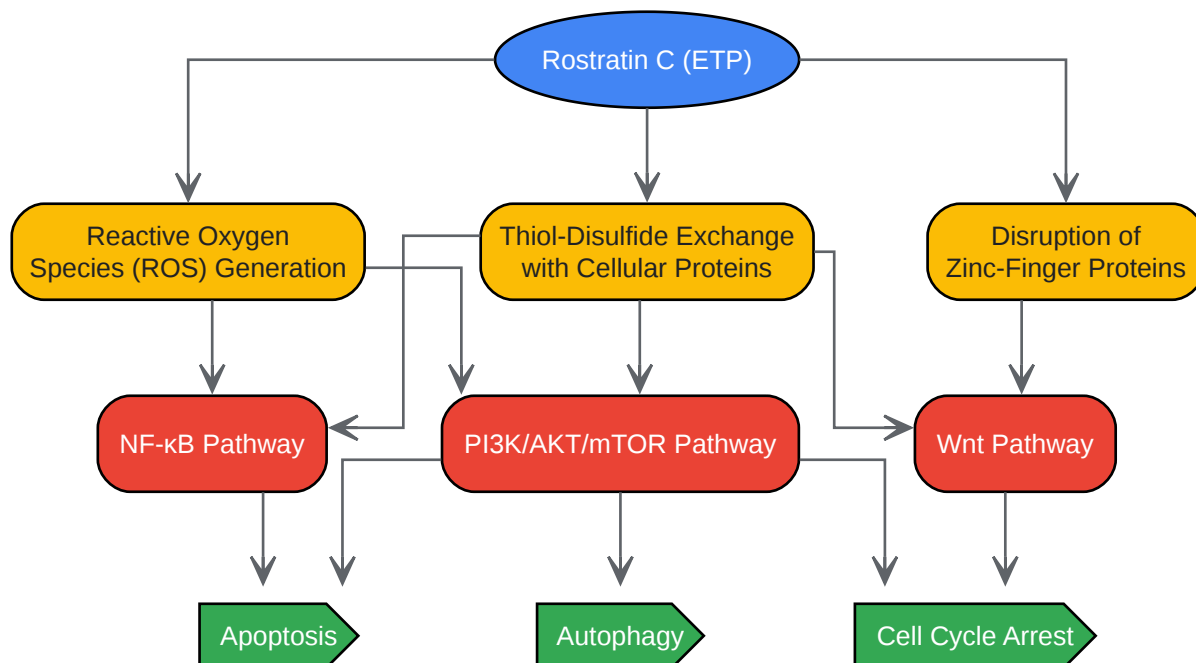 Rostratin C (ETP)
Reactive Oxygen
Species (ROS) Generation
Thiol-Disulfide Exchange
with Cellular Proteins
Disruption of
Zinc-Finger Proteins
NF-κB Pathway
PI3K/AKT/mTOR Pathway
Wnt Pathway
Apoptosis
Autophagy
Cell Cycle Arrest